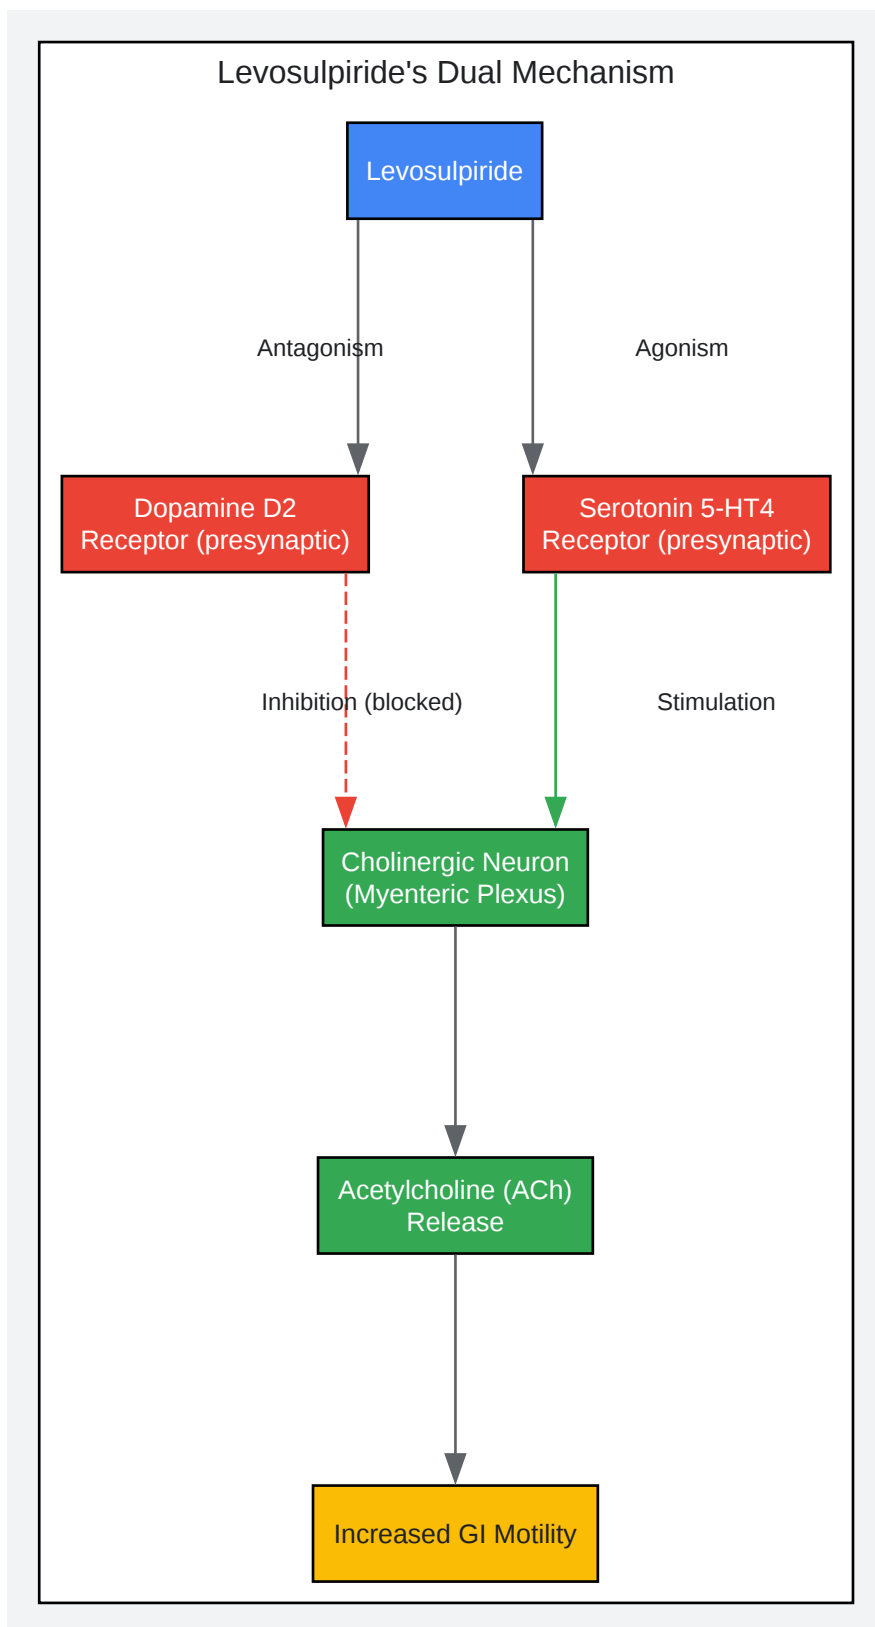 Levosulpiride's Dual Mechanism
Levosulpiride
Antagonism
Agonism
Dopamine D2
Receptor (presynaptic)
Serotonin 5-HT4
Receptor (presynaptic)
Inhibition (blocked)
Stimulation
Cholinergic Neuron
(Myenteric Plexus)
Acetylcholine (ACh)
Release
Increased GI Motility